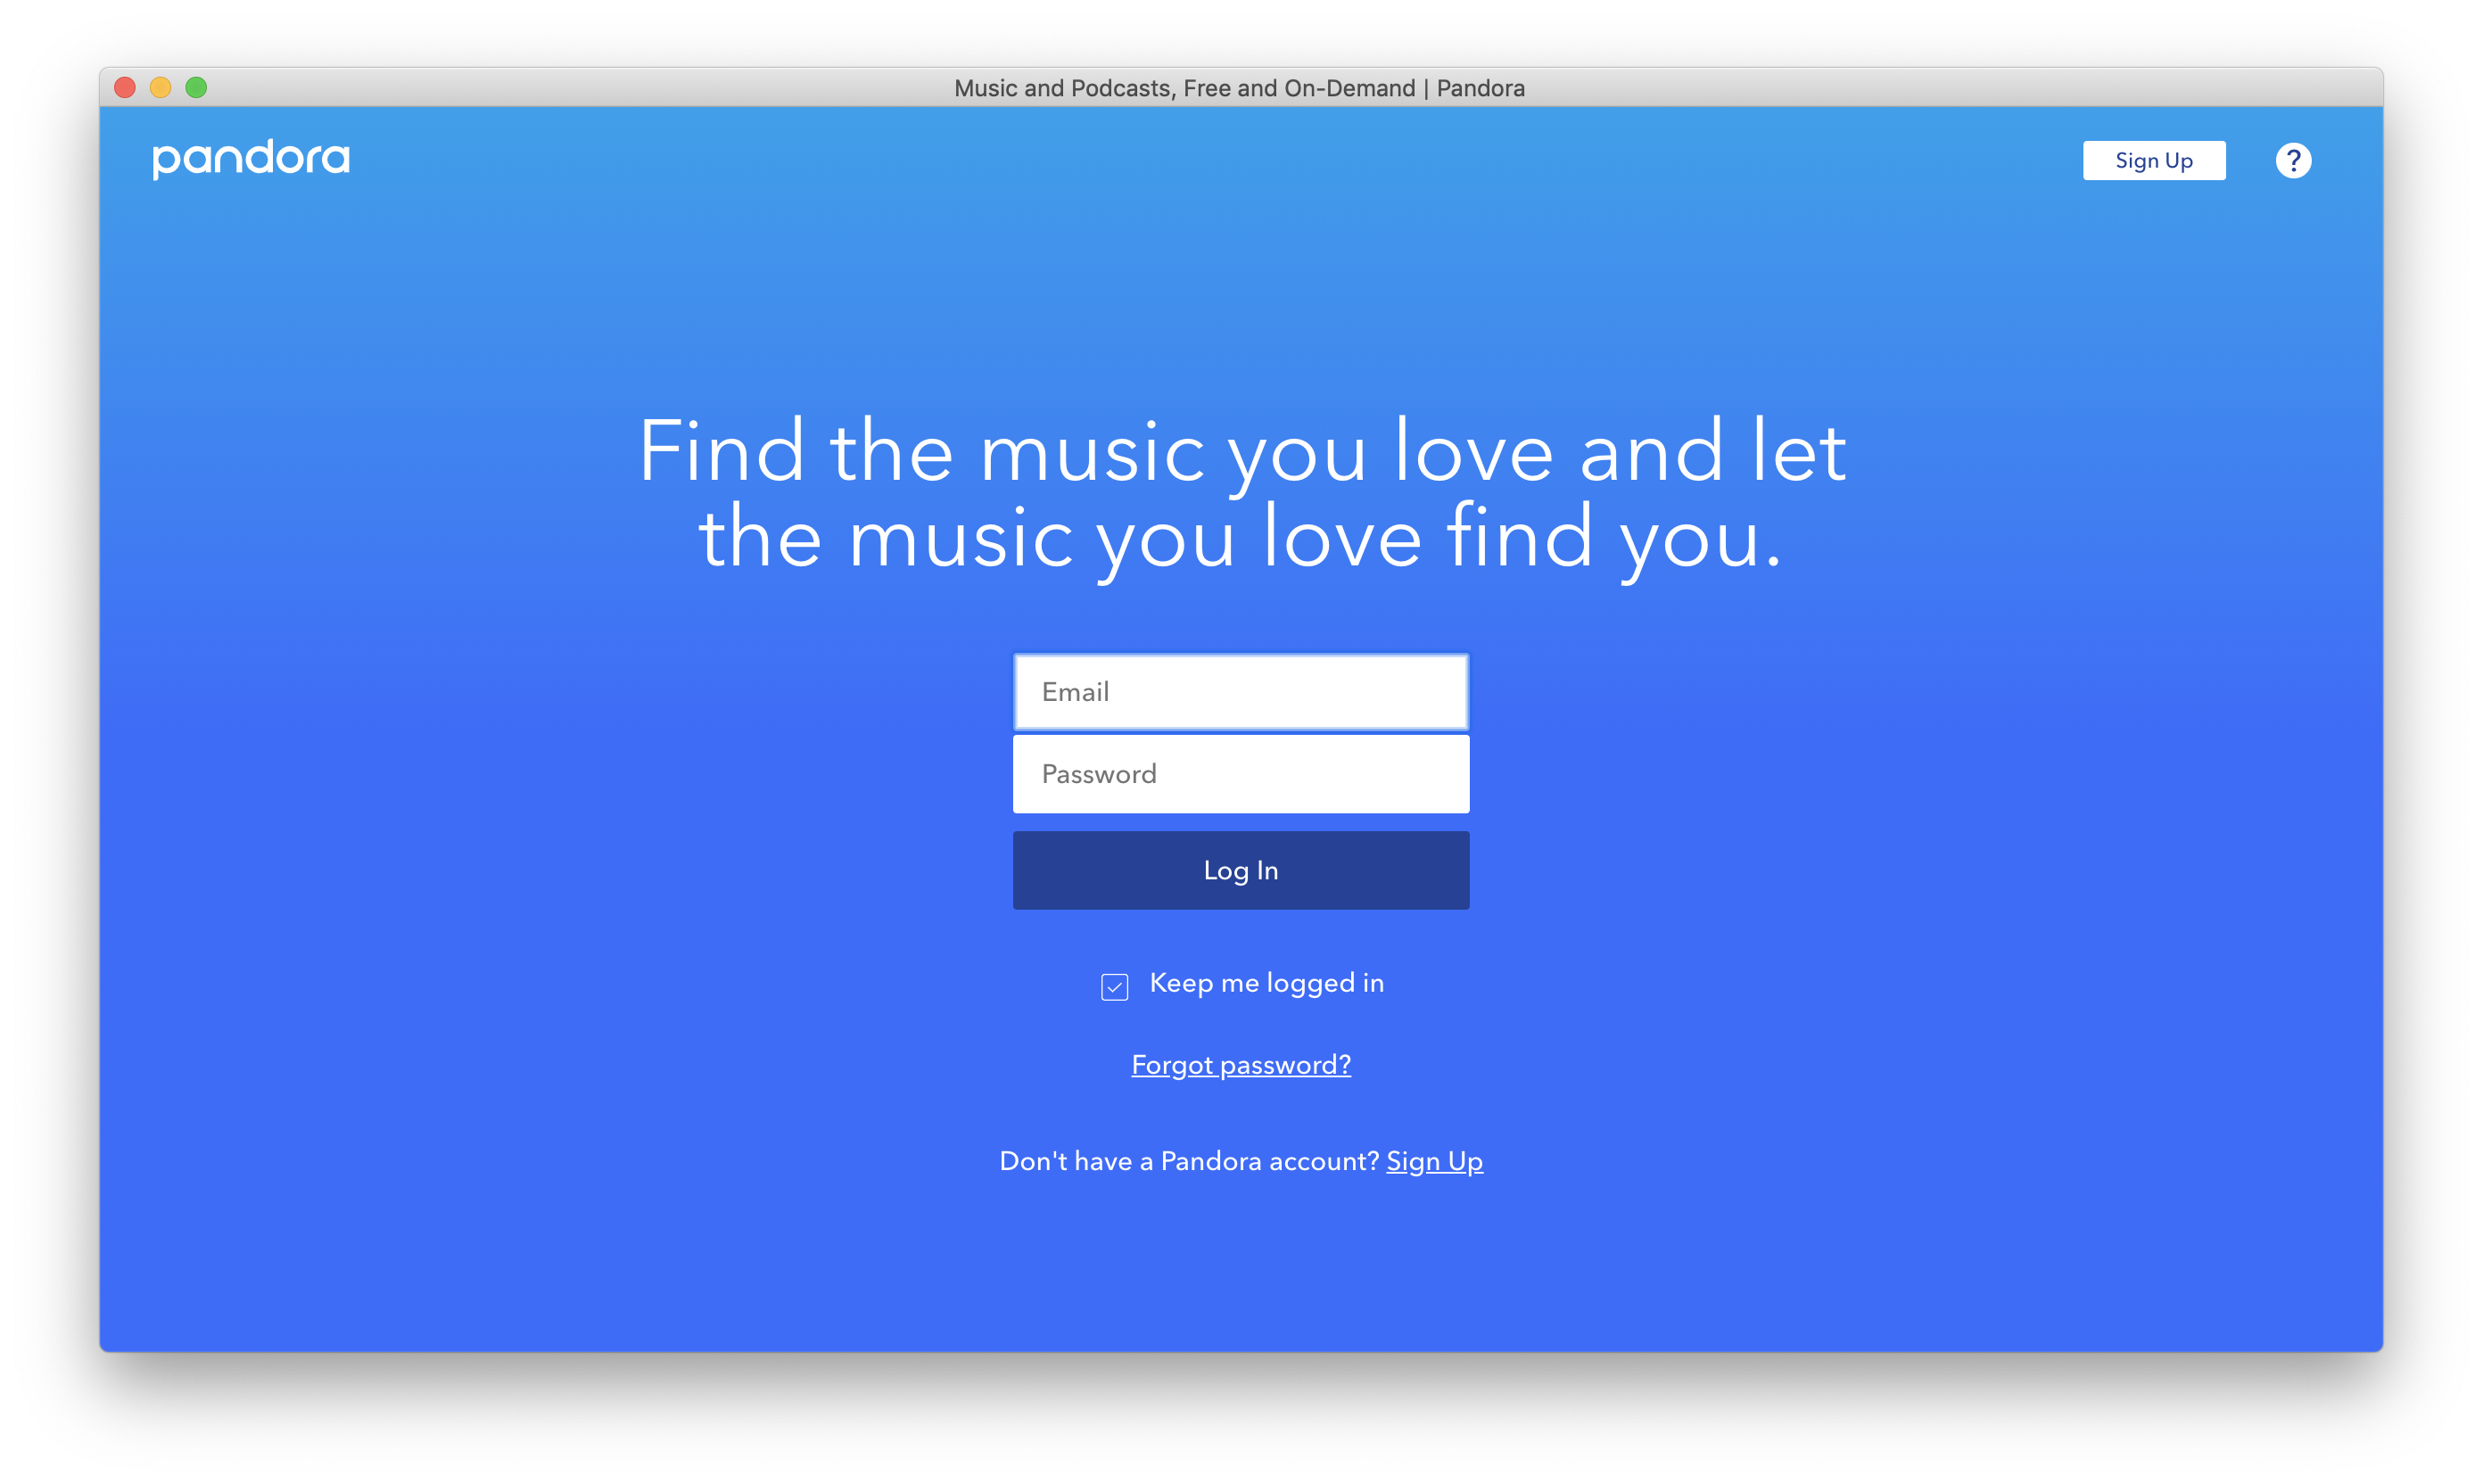 Music and Podcasts, Free and On-Demand | Pandora
pandora
Sign Up
?
Find the music you love and let
the music you love find you.
Email
Password
Log In
Keep me logged in
Forgot password?
Don't have a Pandora account? Sign Up